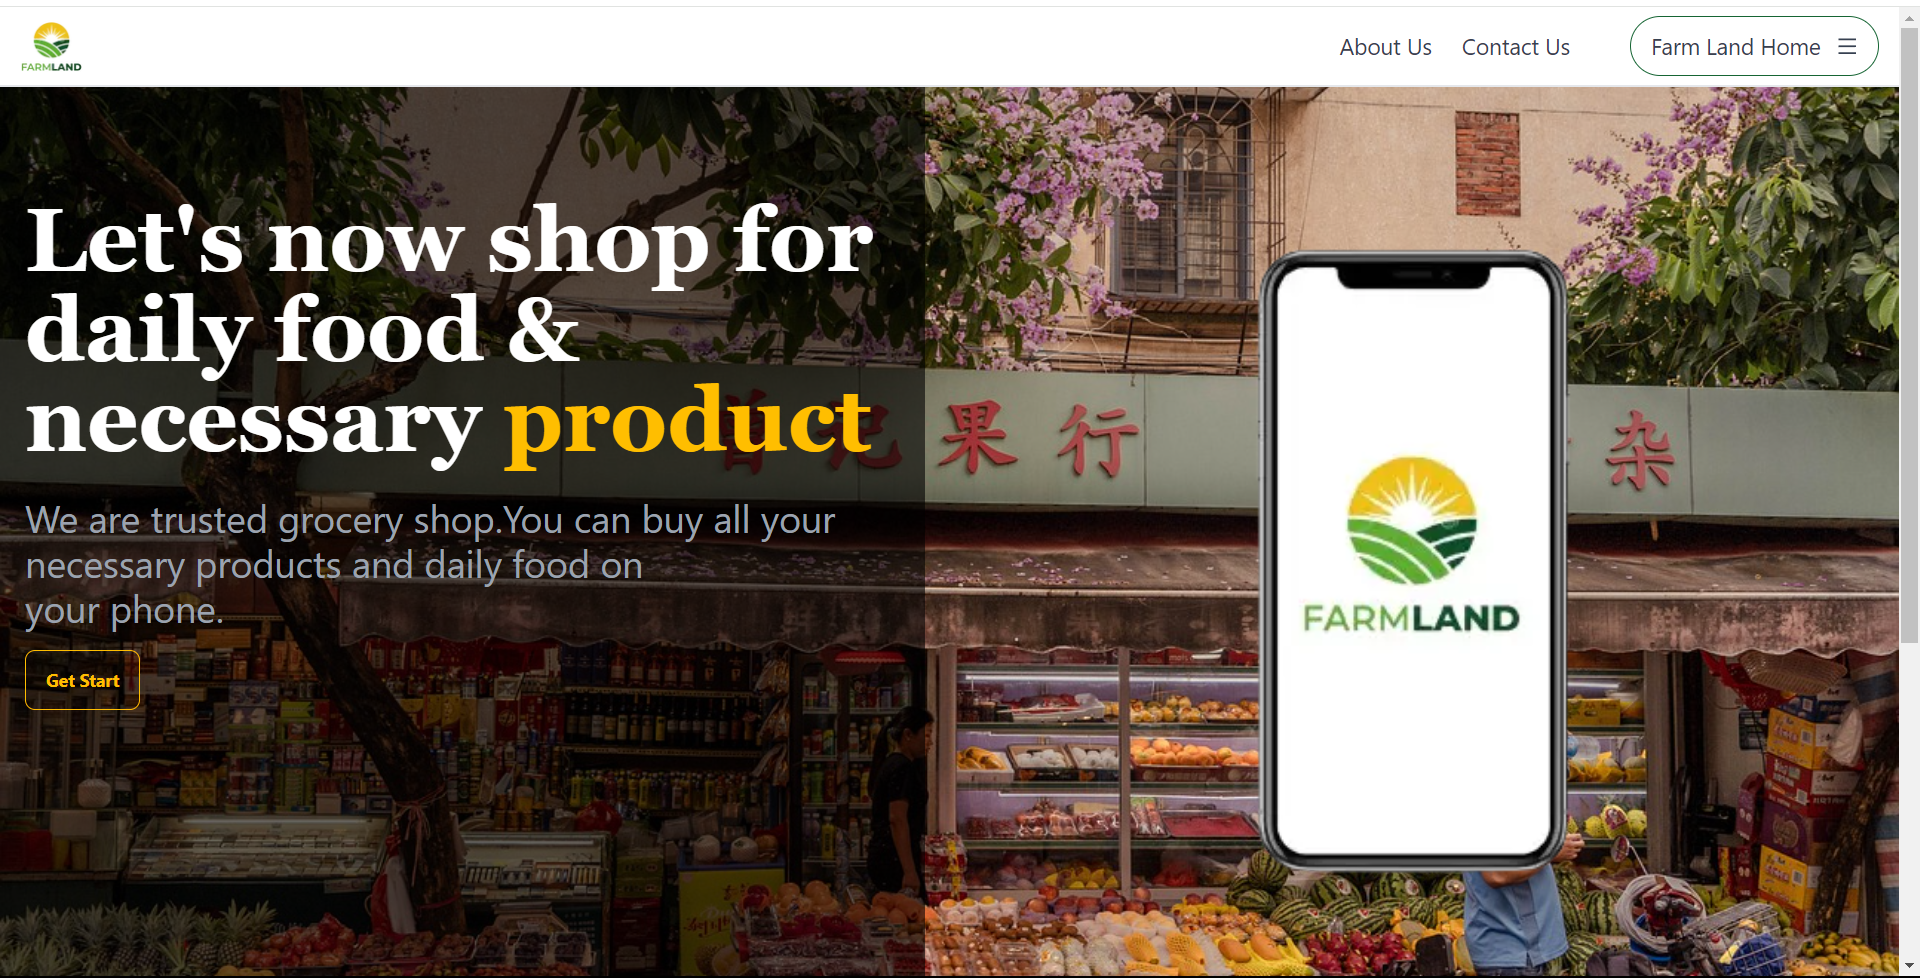 FARMLAND
About Us
Contact Us
Farm Land Home
Let's now shop for
daily food &
necessary product
We are trusted grocery shop.You can buy all your
necessary products and daily food on
your phone.
Get Start
果行
杂
FARMLAND